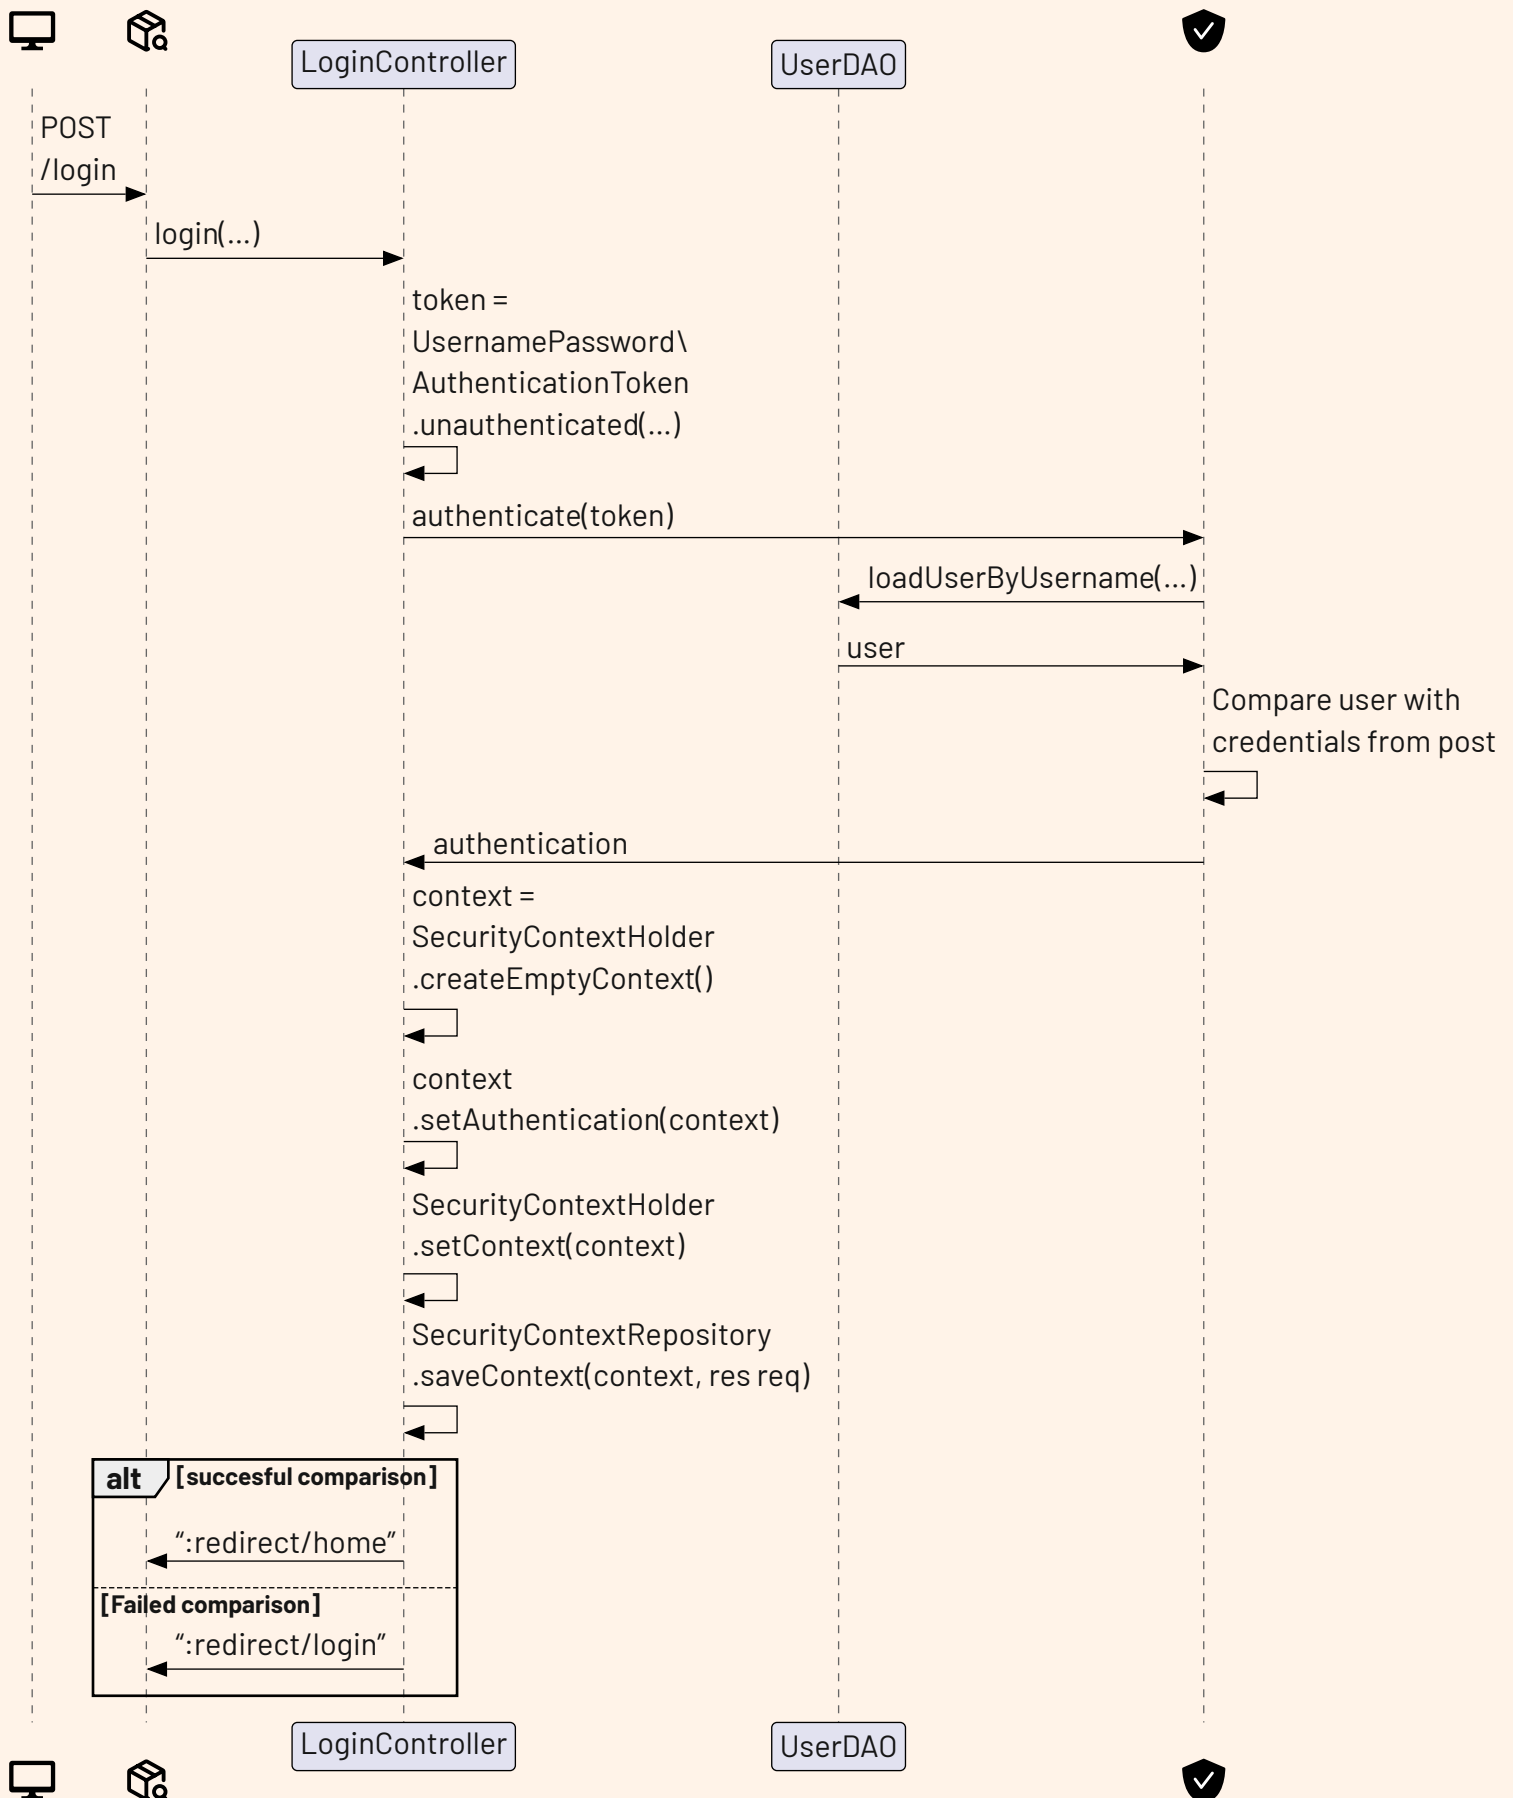 LoginController
UserDAO
POST
/login
login(...)
token =
UsernamePassword\
AuthenticationToken
.unauthenticated(...)
authenticate(token)
loadUserByUsername(...)
user
Compare user with
credentials from post
authentication
context =
SecurityContextHolder
.createEmptyContext()
context
.setAuthentication(context)
SecurityContextHolder
.setContext(context)
SecurityContextRepository
.saveContext(context, res req)
alt [succesful comparison]
“:redirect/home”
[Failed comparison]
“:redirect/login”
LoginController
UserDAO